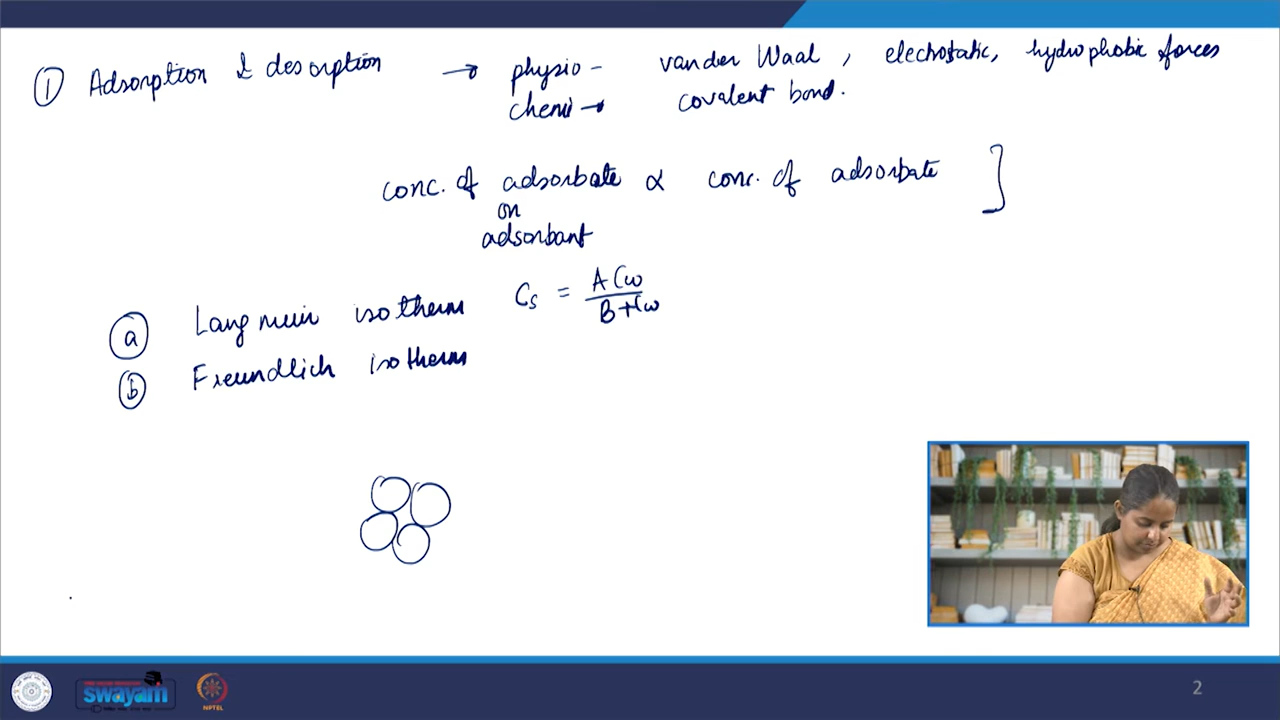 ① Adsorption & desorption → physio - van der Waal, electrostatic, hydrophobic forces
chemi → covalent bond.
conc. of adsorbate ∝ conc. of adsorbate ]
on
adsorbant
ⓐ Langmuir isotherm Cs = ACw / B+Cw
ⓑ Freundlich isotherm
swayam
NPTEL
2